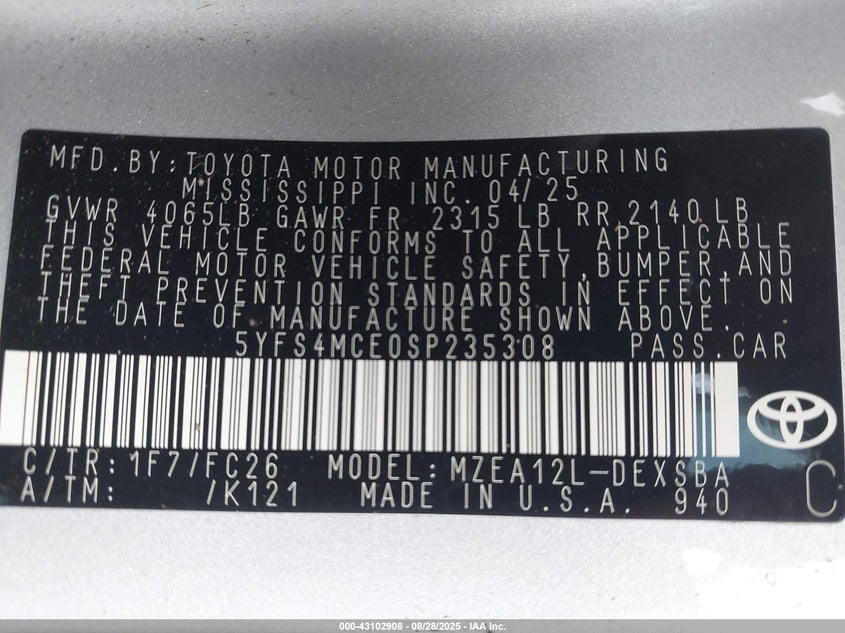 MFD. BY: TOYOTA MOTOR MANUFACTURING
MISSISSIPPI INC. 04/25
GVWR 4065LB GAWR FR 2315 LB RR 2140 LB
THIS VEHICLE CONFORMS TO ALL APPLICABLE
FEDERAL MOTOR VEHICLE SAFETY, BUMPER, AND
THEFT PREVENTION STANDARDS IN EFFECT ON
THE DATE OF MANUFACTURE SHOWN ABOVE.
5YFS4MCE0SP235308 PASS. CAR
C/TR: 1F7/FC26 MODEL: MZEA12L-DEXSBA
A/TM: /K121 MADE IN U.S.A. 940
C
000-43102908 - 08/28/2025 - IAA Inc.